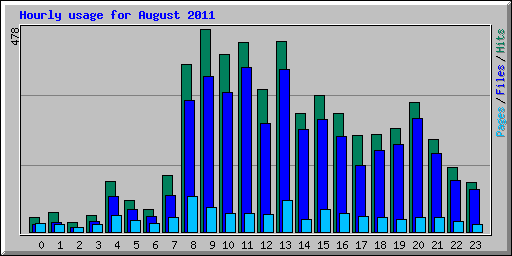 Hourly usage for August 2011
478
Pages / Files / Hits
0 1 2 3 4 5 6 7 8 9 10 11 12 13 14 15 16 17 18 19 20 21 22 23